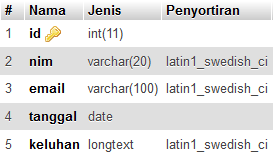 # Nama Jenis Penyortiran
1 id int(11)
2 nim varchar(20) latin1_swedish_ci
3 email varchar(100) latin1_swedish_ci
4 tanggal date
5 keluhan longtext latin1_swedish_ci